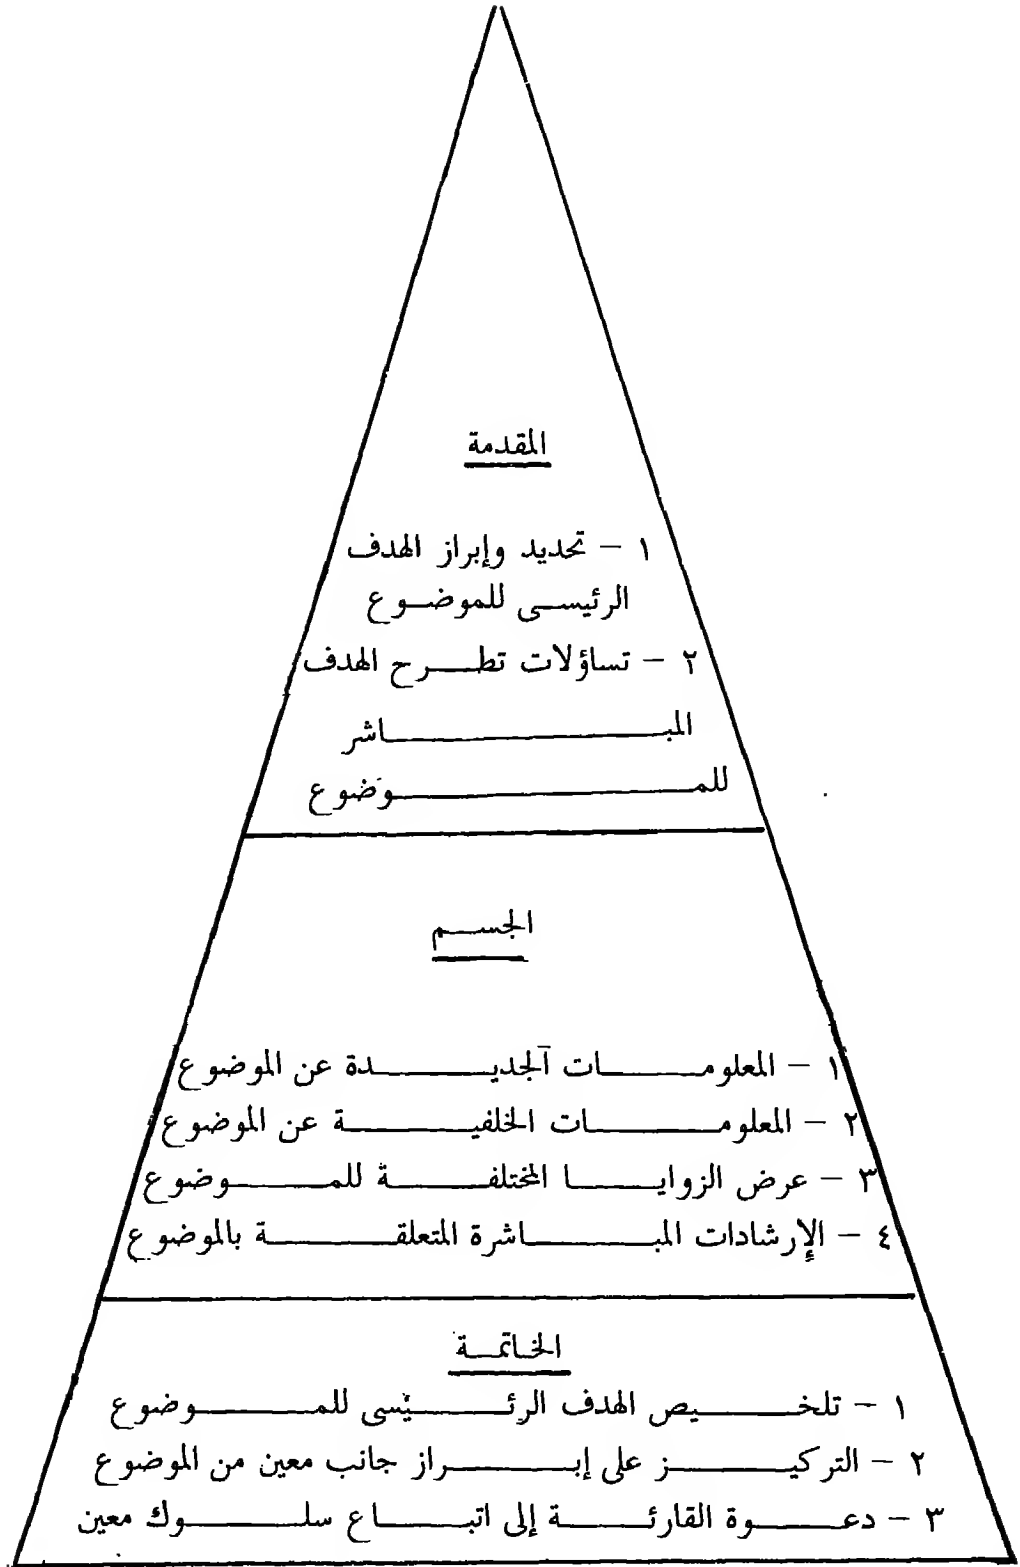 المقدمة
١ - تحديد وإبراز الهدف
الرئيسى للموضوع
٢ - تساؤلات تطرح الهدف
المباشر
للموضوع
الجسم
١ - المعلومات الجديدة عن الموضوع
٢ - المعلومات الخلفية عن الموضوع
٣ - عرض الزوايا المختلفة للموضوع
٤ - الإرشادات المباشرة المتعلقة بالموضوع
الخاتمة
١ - تلخيص الهدف الرئيسى للموضوع
٢ - التركيز على إبراز جانب معين من الموضوع
٣ - دعوة القارئة إلى اتباع سلوك معين